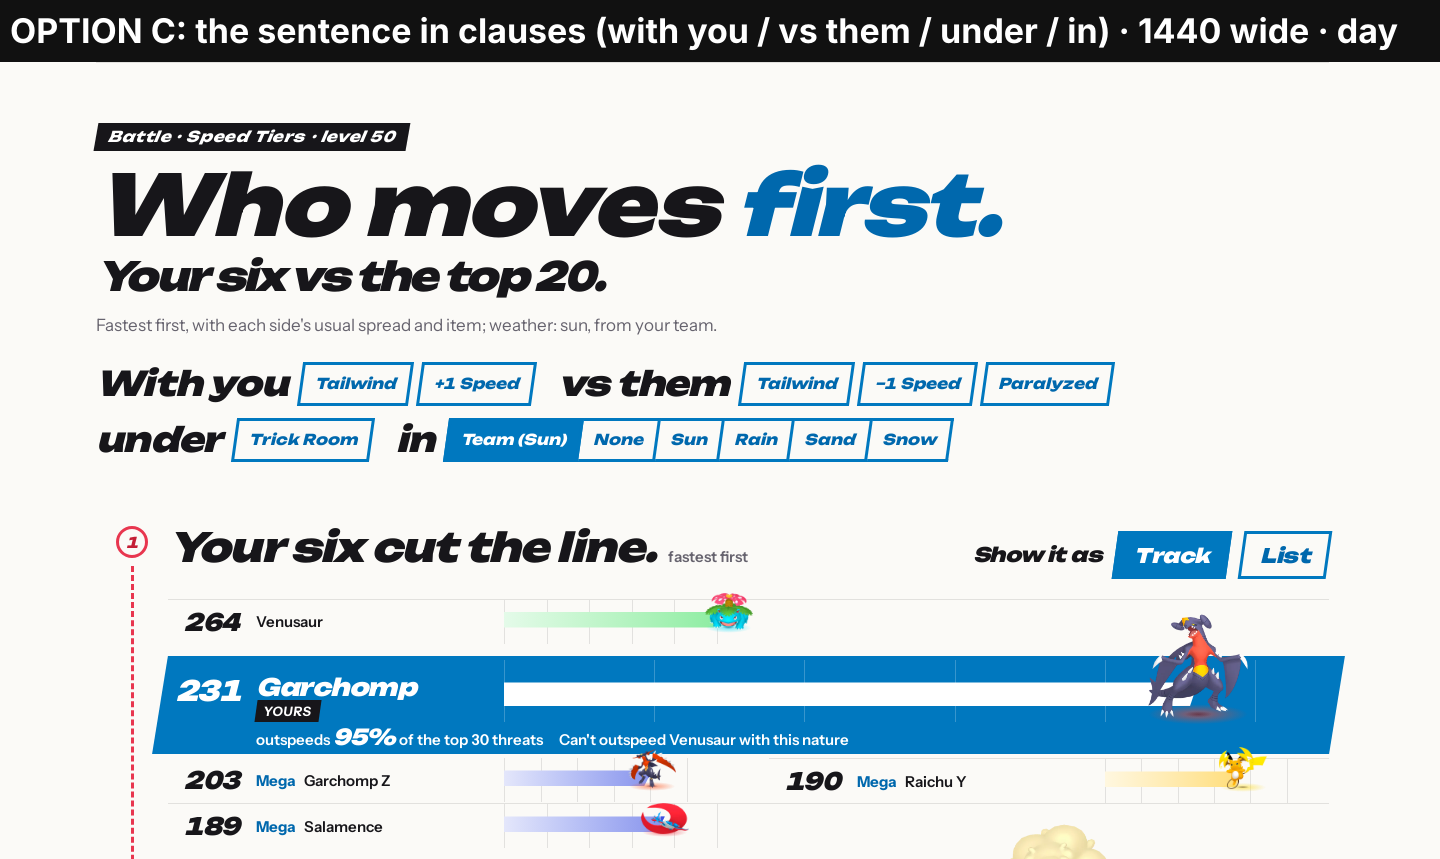 OPTION C: the sentence in clauses (with you / vs them / under / in) · 1440 wide · day
Battle · Speed Tiers · level 50
Who moves first.
Your six vs the top 20.
Fastest first, with each side's usual spread and item; weather: sun, from your team.
With you Tailwind +1 Speed vs them Tailwind −1 Speed Paralyzed
under Trick Room in Team (Sun) None Sun Rain Sand Snow
1 Your six cut the line. fastest first Show it as Track List
264 Venusaur
231 Garchomp
YOURS
outspeeds 95% of the top 30 threats Can't outspeed Venusaur with this nature
203 Mega Garchomp Z 190 Mega Raichu Y
189 Mega Salamence